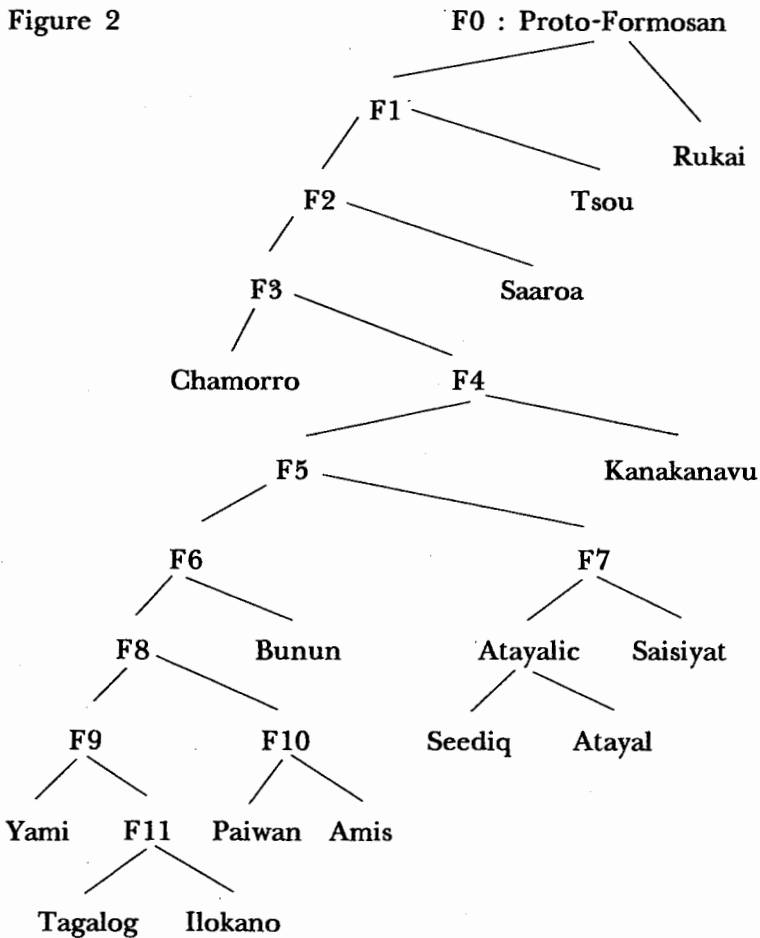 Figure 2
F0 : Proto-Formosan
F1
Rukai
F2
Tsou
F3
Saaroa
Chamorro
F4
F5
Kanakanavu
F6
F7
F8
Bunun
Atayalic
Saisiyat
F9
F10
Seediq
Atayal
Yami
F11
Paiwan
Amis
Tagalog
Ilokano